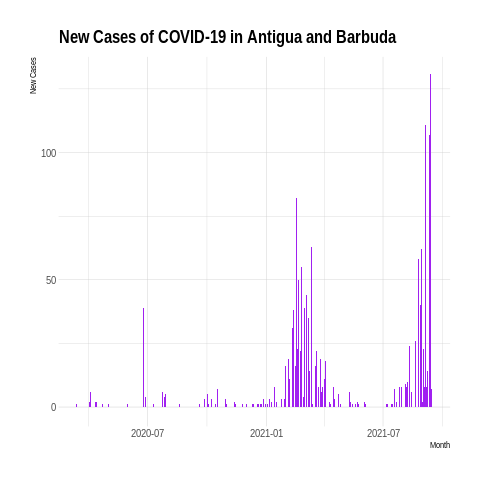 New Cases of COVID-19 in Antigua and Barbuda
New Cases
100
50
0
2020-07
2021-01
2021-07
Month